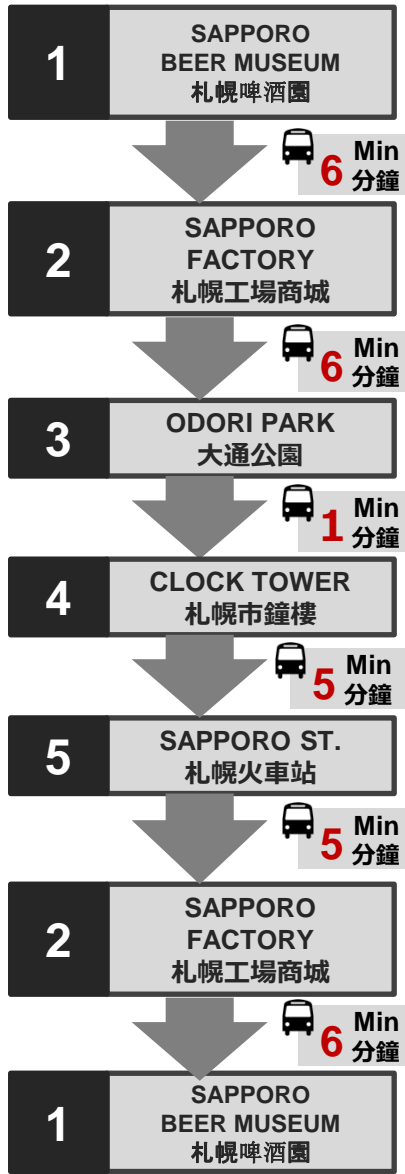 1
SAPPORO
BEER MUSEUM
札幌啤酒園
6 Min
分鐘
2
SAPPORO
FACTORY
札幌工場商城
6 Min
分鐘
3
ODORI PARK
大通公園
1 Min
分鐘
4
CLOCK TOWER
札幌市鐘樓
5 Min
分鐘
5
SAPPORO ST.
札幌火車站
5 Min
分鐘
2
SAPPORO
FACTORY
札幌工場商城
6 Min
分鐘
1
SAPPORO
BEER MUSEUM
札幌啤酒園